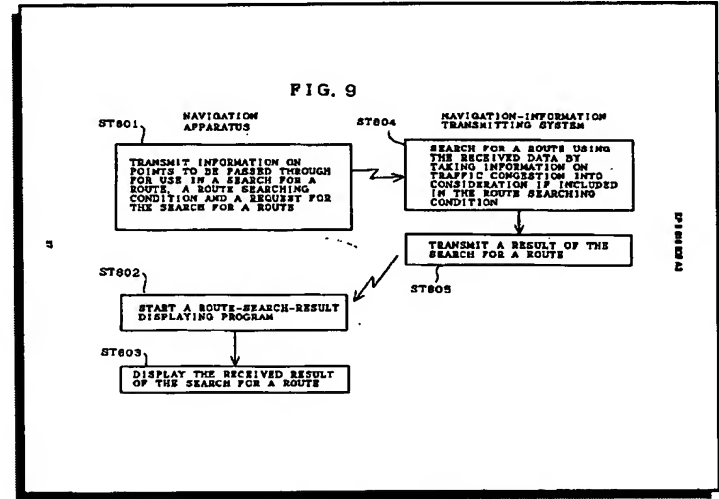 FIG. 9
NAVIGATION
APPARATUS
NAVIGATION-INFORMATION
TRANSMITTING SYSTEM
ST801
TRANSMIT INFORMATION ON
POINTS TO BE PASSED THROUGH
FOR USE IN A SEARCH FOR A
ROUTE, A ROUTE SEARCHING
CONDITION AND A REQUEST FOR
THE SEARCH FOR A ROUTE
ST804
SEARCH FOR A ROUTE USING
THE RECEIVED DATA BY
TAKING INFORMATION ON
TRAFFIC CONGESTION INTO
CONSIDERATION IF INCLUDED
IN THE ROUTE SEARCHING
CONDITION
TRANSMIT A RESULT OF THE
SEARCH FOR A ROUTE
ST805
ST802
START A ROUTE-SEARCH-RESULT
DISPLAYING PROGRAM
ST803
DISPLAY THE RECEIVED RESULT
OF THE SEARCH FOR A ROUTE